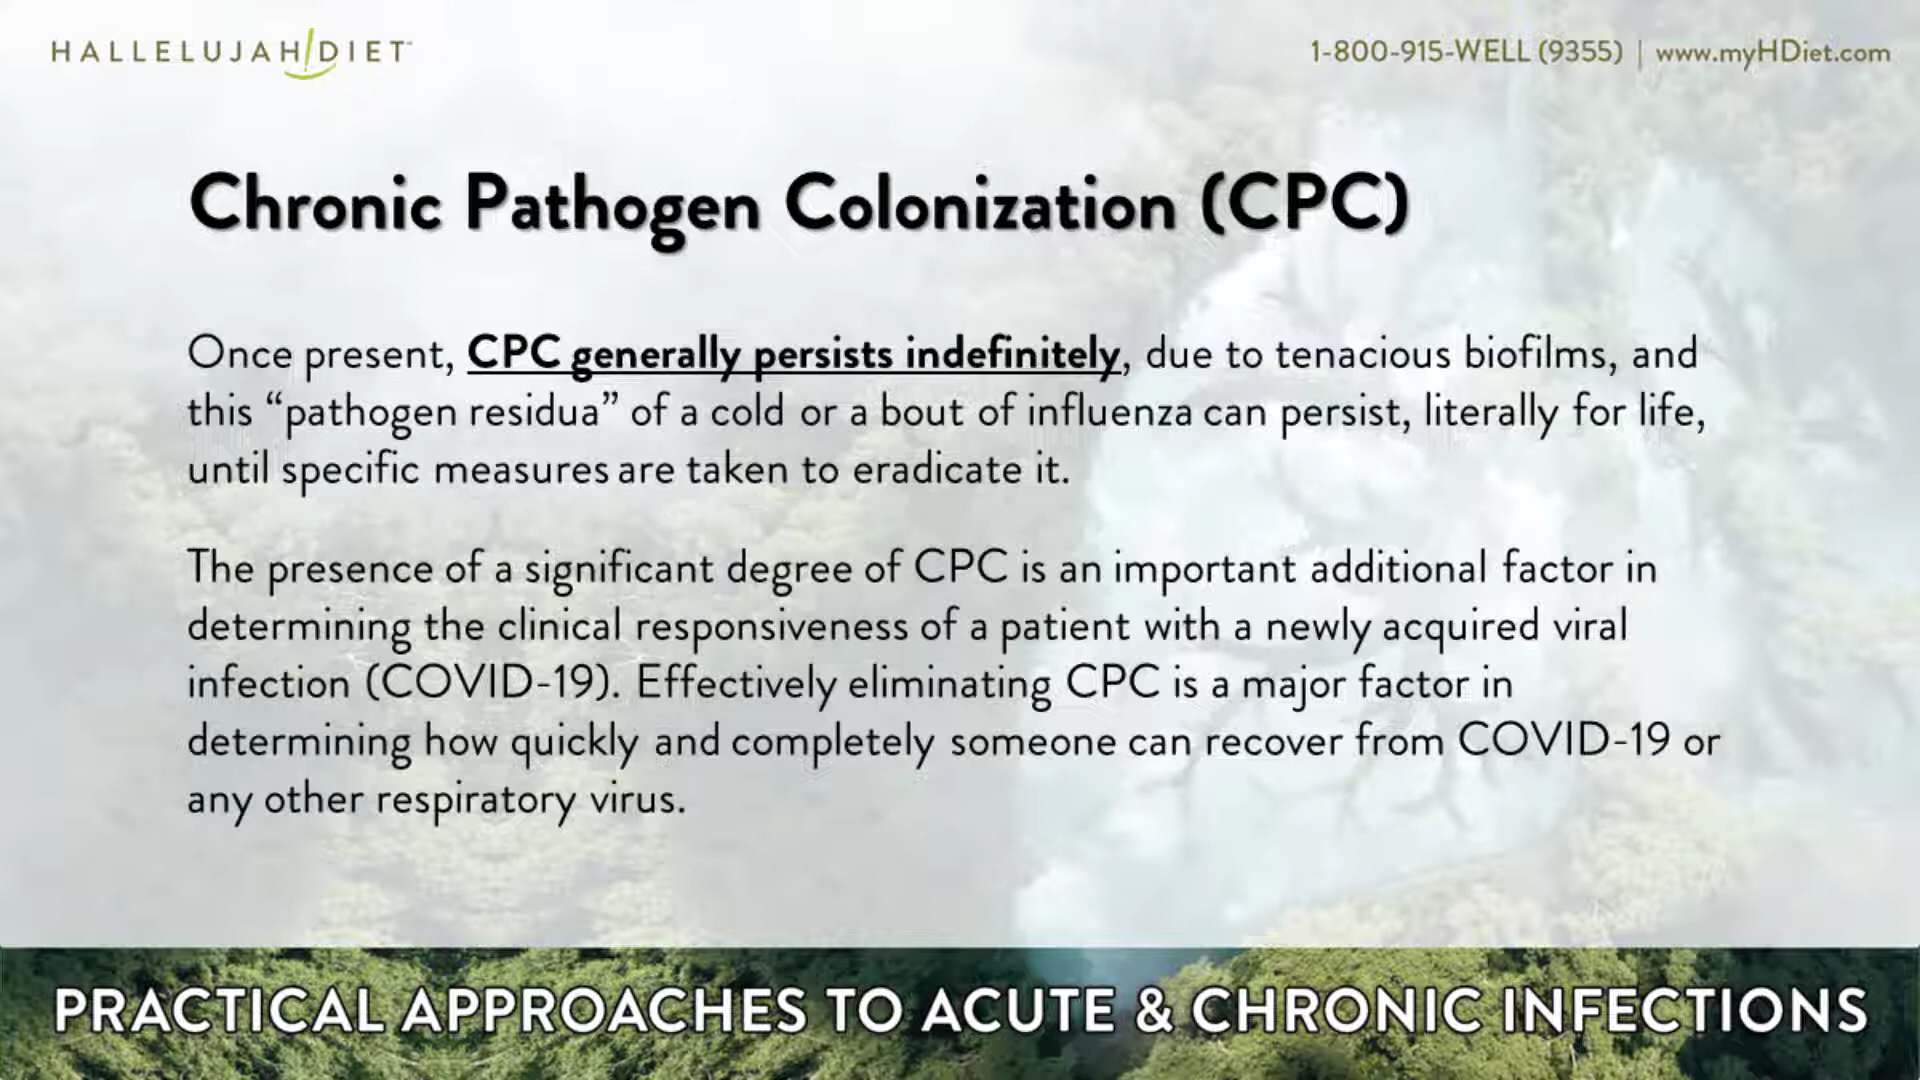 HALLELUJAH DIET™
1-800-915-WELL (9355) | www.myHDiet.com
Chronic Pathogen Colonization (CPC)
Once present, CPC generally persists indefinitely, due to tenacious biofilms, and
this “pathogen residua” of a cold or a bout of influenza can persist, literally for life,
until specific measures are taken to eradicate it.
The presence of a significant degree of CPC is an important additional factor in
determining the clinical responsiveness of a patient with a newly acquired viral
infection (COVID-19). Effectively eliminating CPC is a major factor in
determining how quickly and completely someone can recover from COVID-19 or
any other respiratory virus.
PRACTICAL APPROACHES TO ACUTE & CHRONIC INFECTIONS